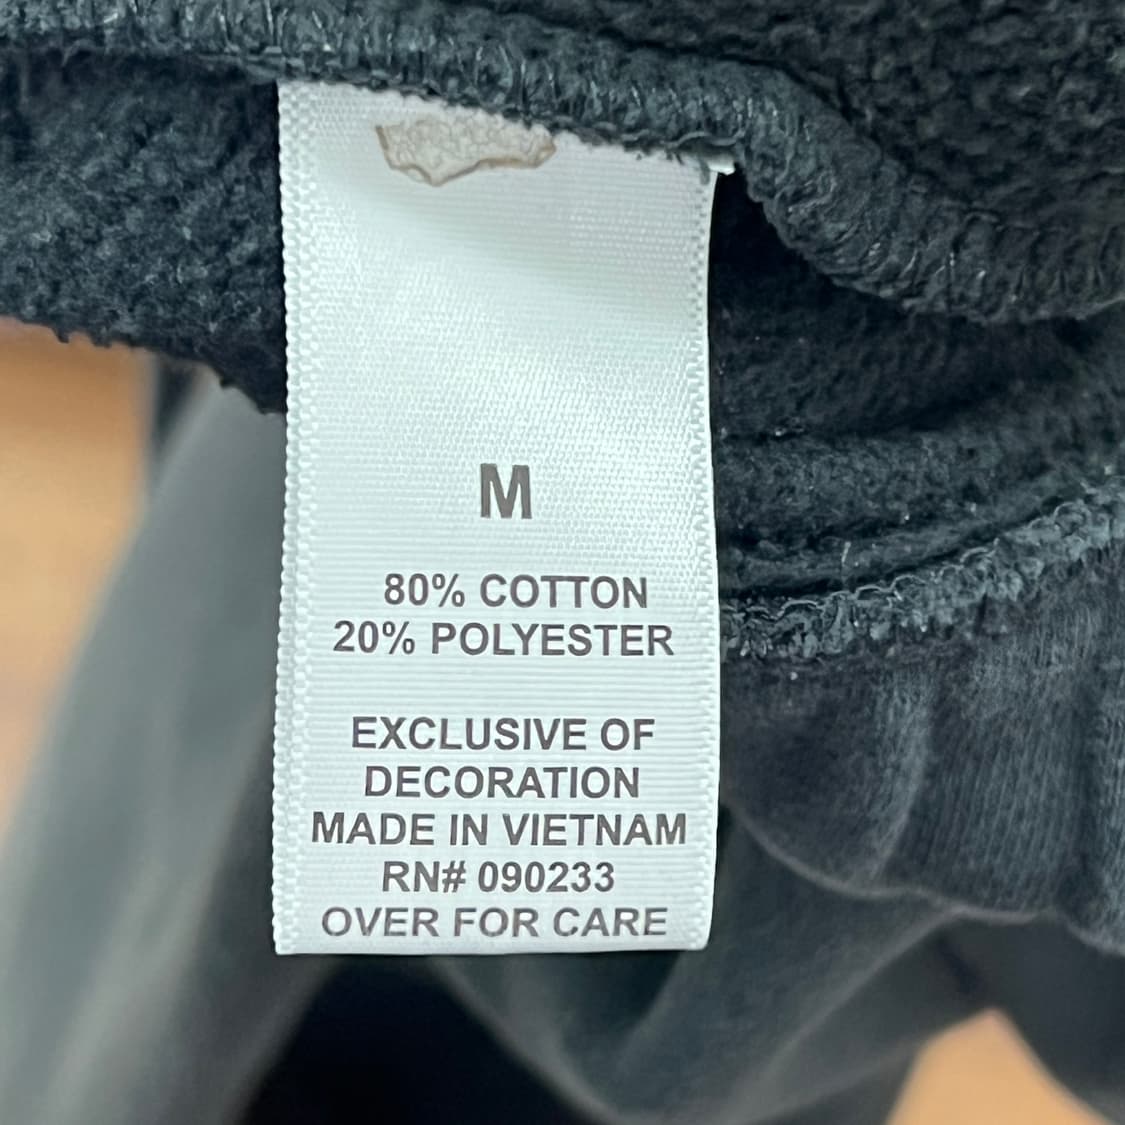 M
80% COTTON
20% POLYESTER
EXCLUSIVE OF
DECORATION
MADE IN VIETNAM
RN# 090233
OVER FOR CARE